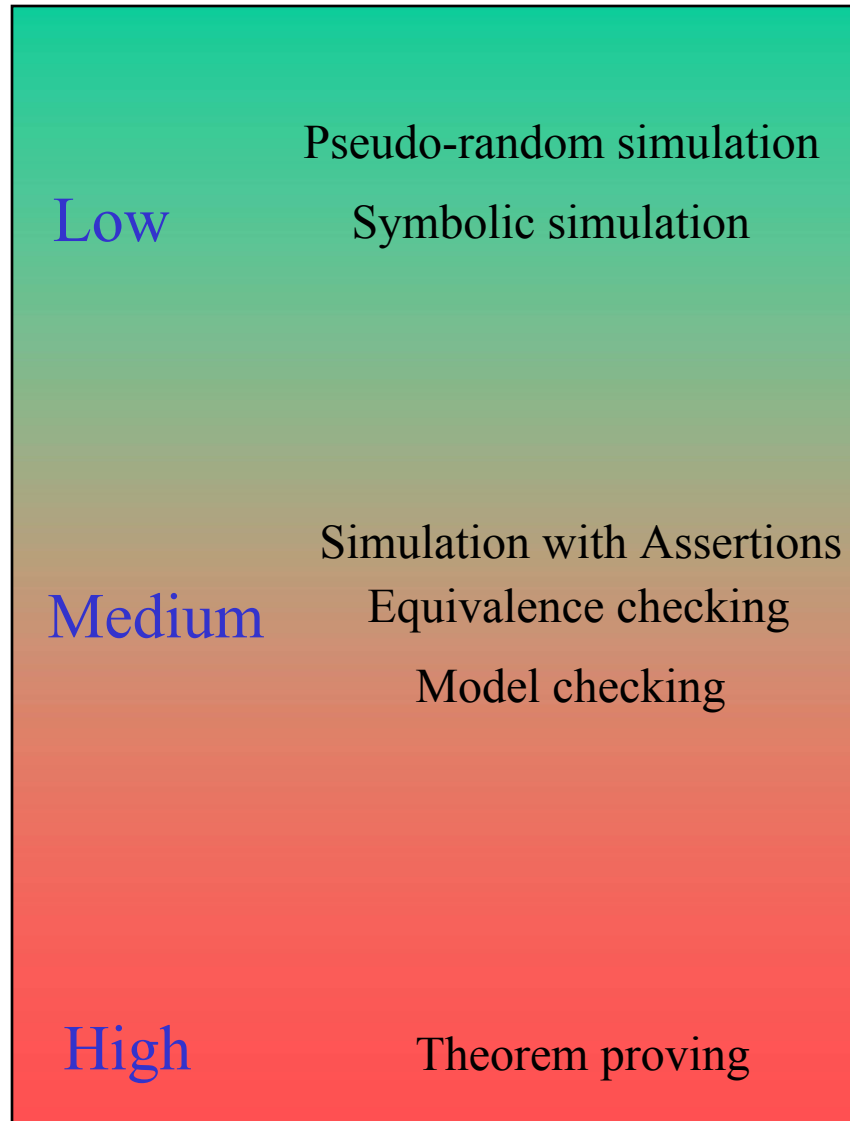 Pseudo-random simulation
Low
Symbolic simulation
Simulation with Assertions
Medium
Equivalence checking
Model checking
High
Theorem proving